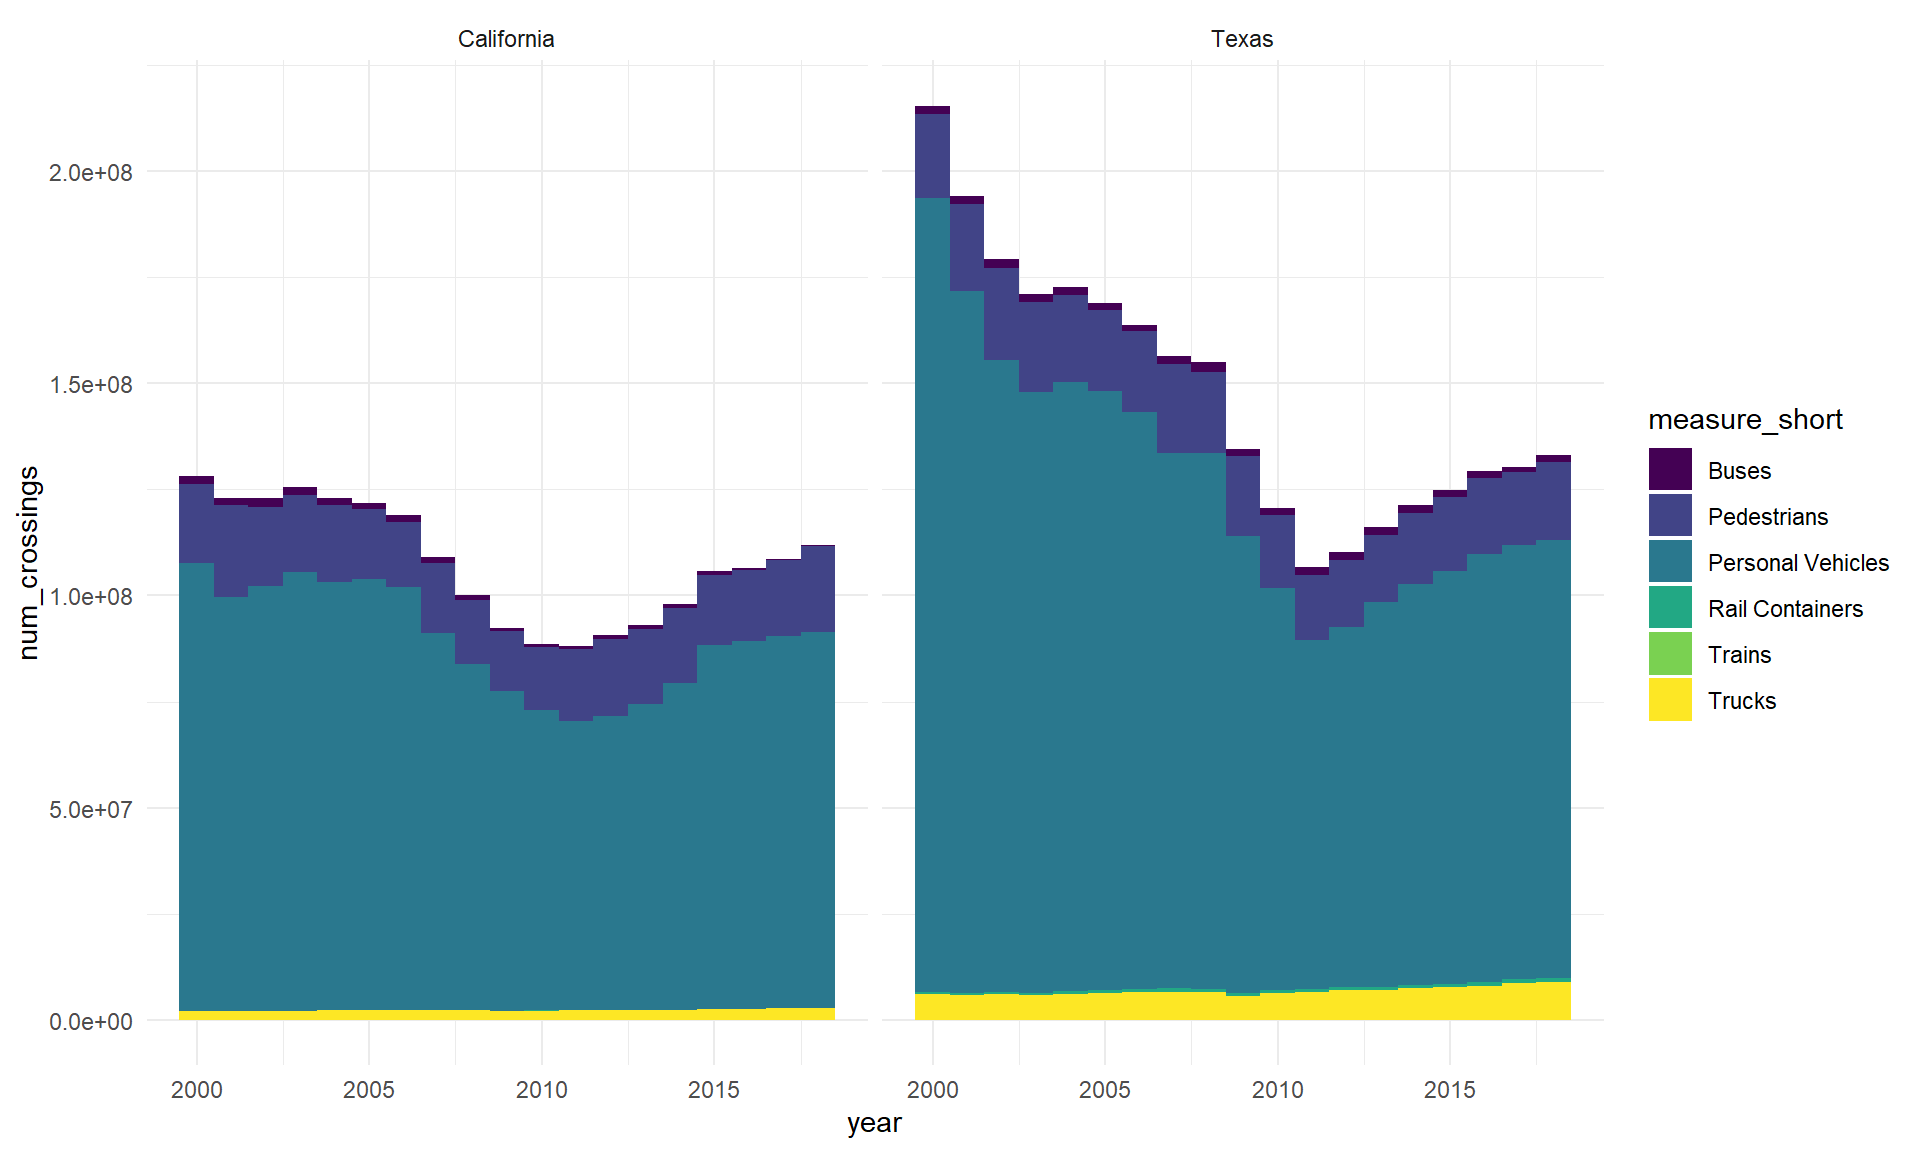 California
Texas
num_crossings
2.0e+08
1.5e+08
1.0e+08
5.0e+07
0.0e+00
2000 2005 2010 2015
2000 2005 2010 2015
year
measure_short
Buses
Pedestrians
Personal Vehicles
Rail Containers
Trains
Trucks